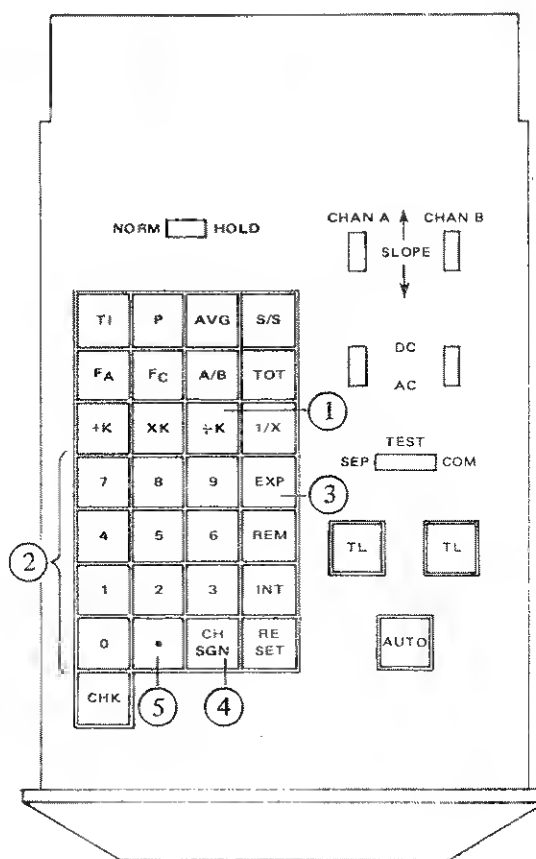 CHAN A CHAN B
NORM HOLD
SLOPE
TI P AVG S/S
DC
FA FC A/B TOT
AC
+K XK ÷K 1/X
1
TEST
SEP COM
7 8 9 EXP
3
2
4 5 6 REM
TL TL
1 2 3 INT
0 • CH SGN RE SET
AUTO
CHK
5 4